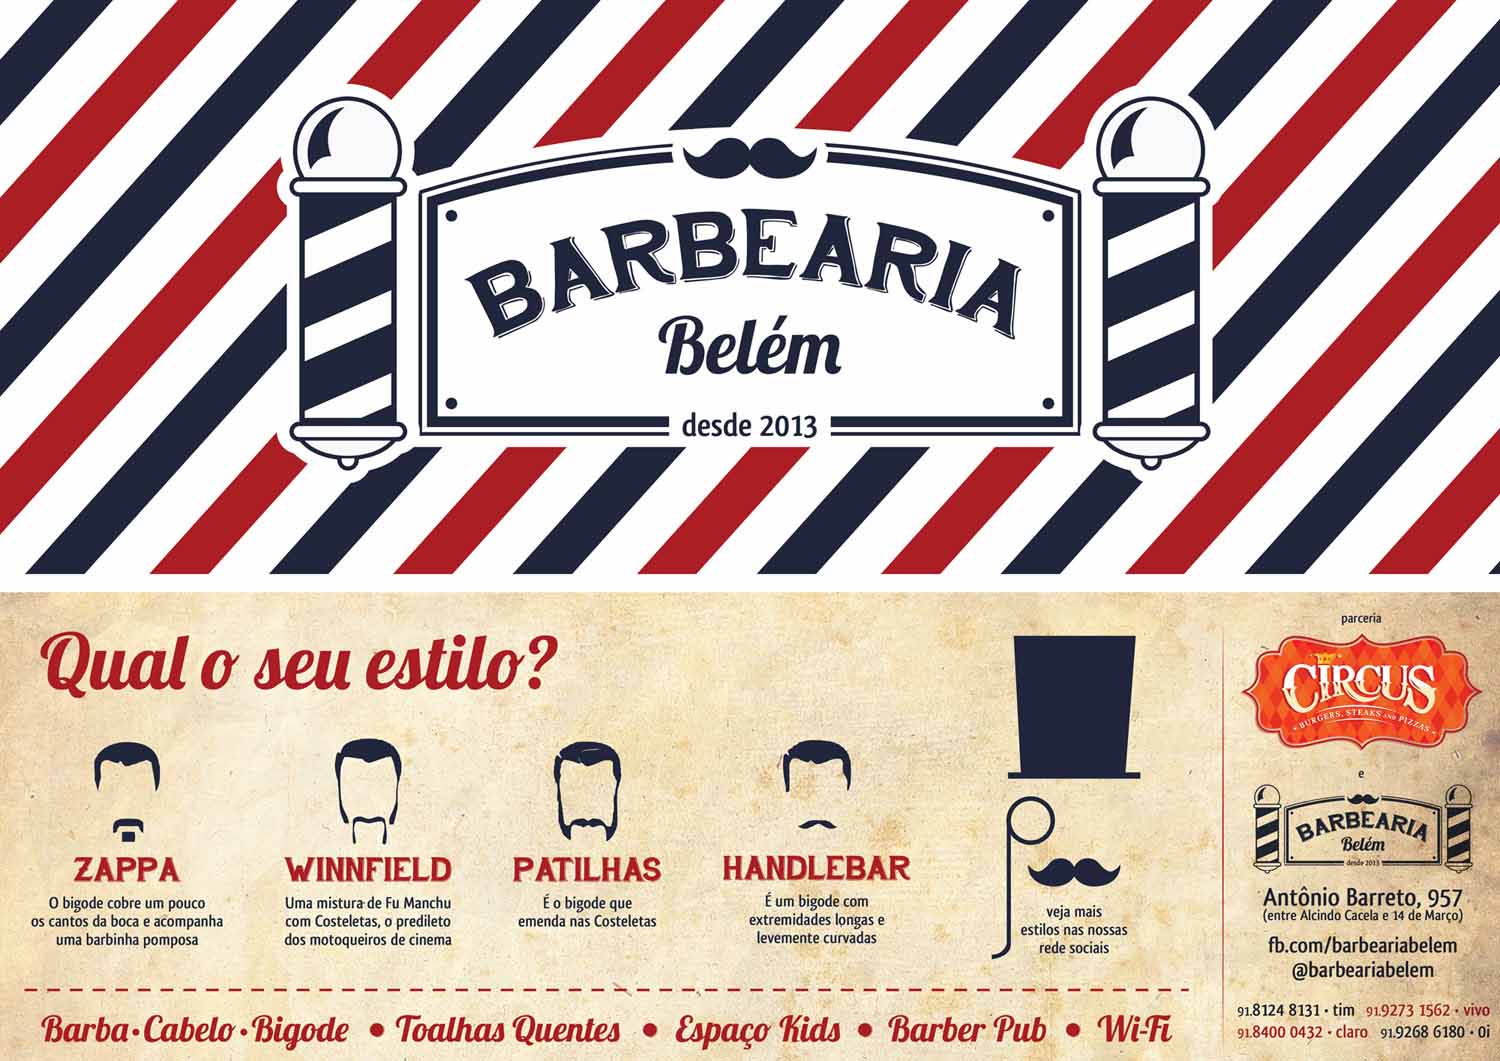 BARBEARIA
Belém
desde 2013
Qual o seu estilo?
ZAPPA
O bigode cobre um pouco
os cantos da boca e acompanha
uma barbinha pomposa
WINNFIELD
Uma mistura de Fu Manchu
com Costeletas, o predileto
dos motoqueiros de cinema
PATILHAS
É o bigode que
emenda nas Costeletas
HANDLEBAR
É um bigode com
extremidades longas e
levemente curvadas
veja mais
estilos nas nossas
rede sociais
Barba•Cabelo•Bigode • Toalhas Quentes • Espaço Kids • Barber Pub • Wi-Fi
parceria
CIRCUS
•BURGERS, STEAKS AND PIZZAS•
e
BARBEARIA
Belém
desde 2013
Antônio Barreto, 957
(entre Alcindo Cacela e 14 de Março)
fb.com/barbeariabelem
@barbeariabelem
91.8124 8131 • tim 91.9273 1562 • vivo
91.8400 0432 • claro 91.9268 6180 • 0i